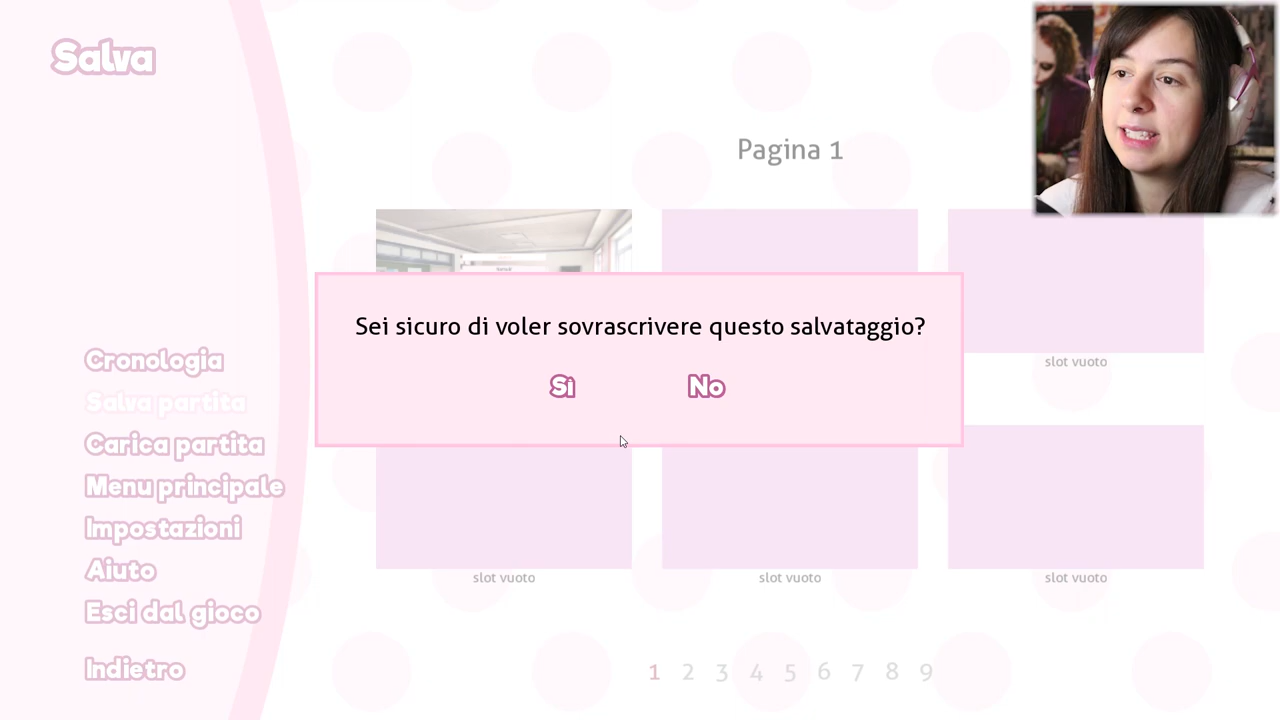 Salva
Pagina 1
Sei sicuro di voler sovrascrivere questo salvataggio?
Sì
No
Cronologia
Salva partita
Carica partita
Menu principale
Impostazioni
Aiuto
Esci dal gioco
Indietro
slot vuoto
slot vuoto
slot vuoto
slot vuoto
1 2 3 4 5 6 7 8 9